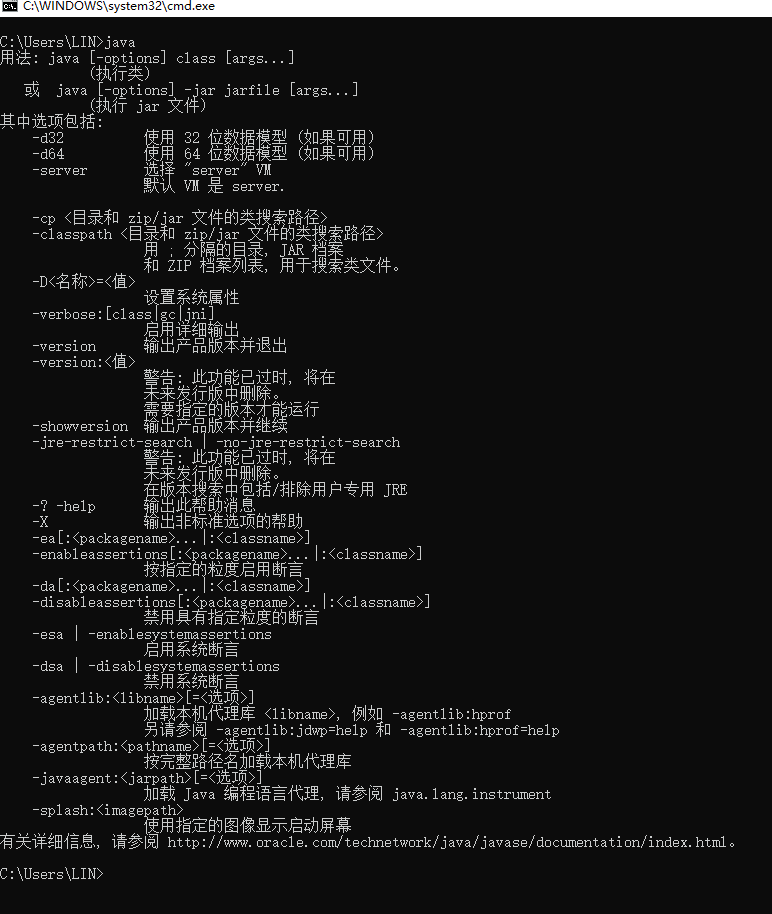 C:\WINDOWS\system32\cmd.exe
C:\Users\LIN>java
用法: java [-options] class [args...]
(执行类)
或 java [-options] -jar jarfile [args...]
(执行 jar 文件)
其中选项包括:
-d32 使用 32 位数据模型 (如果可用)
-d64 使用 64 位数据模型 (如果可用)
-server 选择 "server" VM
默认 VM 是 server.
-cp <目录和 zip/jar 文件的类搜索路径>
-classpath <目录和 zip/jar 文件的类搜索路径>
用 ; 分隔的目录, JAR 档案
和 ZIP 档案列表, 用于搜索类文件。
-D<名称>=<值>
设置系统属性
-verbose:[class|gc|jni]
启用详细输出
-version 输出产品版本并退出
-version:<值>
警告: 此功能已过时, 将在
未来发行版中删除。
需要指定的版本才能运行
-showversion 输出产品版本并继续
-jre-restrict-search | -no-jre-restrict-search
警告: 此功能已过时, 将在
未来发行版中删除。
在版本搜索中包括/排除用户专用 JRE
-? -help 输出此帮助消息
-X 输出非标准选项的帮助
-ea[:<packagename>...|:<classname>]
-enableassertions[:<packagename>...|:<classname>]
按指定的粒度启用断言
-da[:<packagename>...|:<classname>]
-disableassertions[:<packagename>...|:<classname>]
禁用具有指定粒度的断言
-esa | -enablesystemassertions
启用系统断言
-dsa | -disablesystemassertions
禁用系统断言
-agentlib:<libname>[=<选项>]
加载本机代理库 <libname>, 例如 -agentlib:hprof
另请参阅 -agentlib:jdwp=help 和 -agentlib:hprof=help
-agentpath:<pathname>[=<选项>]
按完整路径名加载本机代理库
-javaagent:<jarpath>[=<选项>]
加载 Java 编程语言代理, 请参阅 java.lang.instrument
-splash:<imagepath>
使用指定的图像显示启动屏幕
有关详细信息, 请参阅 http://www.oracle.com/technetwork/java/javase/documentation/index.html。
C:\Users\LIN>